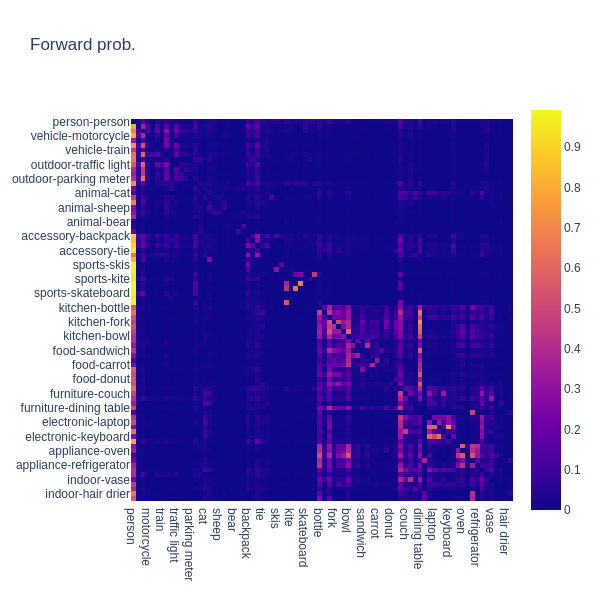 Forward prob.
person-person
vehicle-motorcycle
vehicle-train
outdoor-traffic light
outdoor-parking meter
animal-cat
animal-sheep
animal-bear
accessory-backpack
accessory-tie
sports-skis
sports-kite
sports-skateboard
kitchen-bottle
kitchen-fork
kitchen-bowl
food-sandwich
food-carrot
food-donut
furniture-couch
furniture-dining table
electronic-laptop
electronic-keyboard
appliance-oven
appliance-refrigerator
indoor-vase
indoor-hair drier
person
motorcycle
train
traffic light
parking meter
cat
sheep
bear
backpack
tie
skis
kite
skateboard
bottle
fork
bowl
sandwich
carrot
donut
couch
dining table
laptop
keyboard
oven
refrigerator
vase
hair drier
0.9
0.8
0.7
0.6
0.5
0.4
0.3
0.2
0.1
0